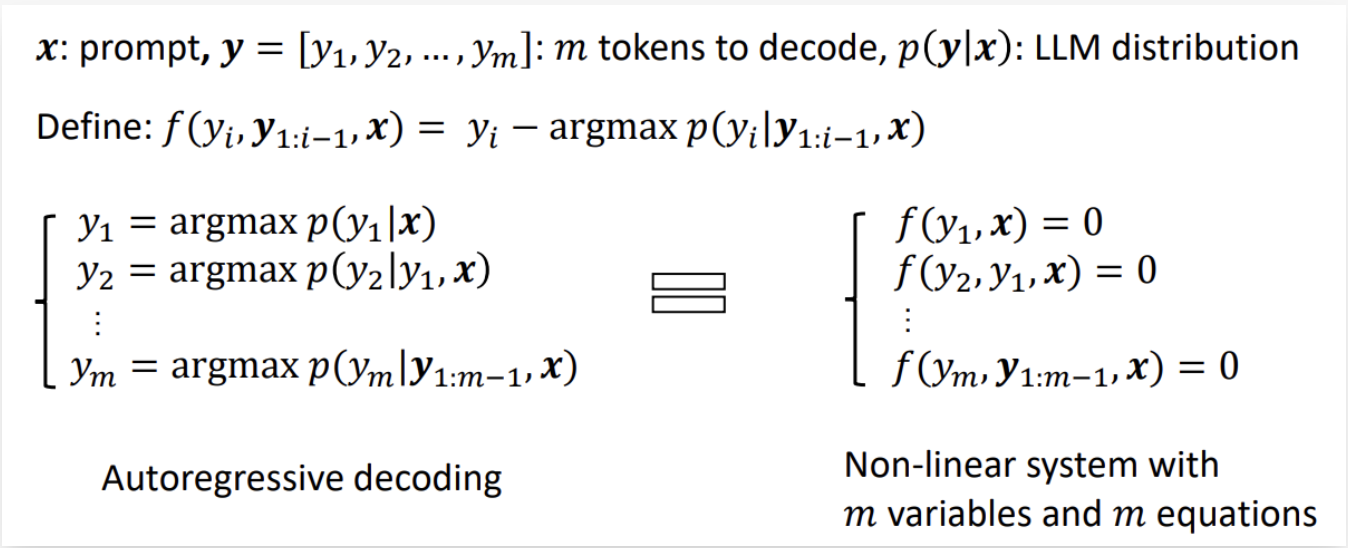 x: prompt, y = [y₁, y₂, ..., yₘ]: m tokens to decode, p(y|x): LLM distribution
Define: f(yᵢ, y₁:ᵢ₋₁, x) = yᵢ − argmax p(yᵢ|y₁:ᵢ₋₁, x)
y₁ = argmax p(y₁|x)
y₂ = argmax p(y₂|y₁, x)
⋮
yₘ = argmax p(yₘ|y₁:ₘ₋₁, x)
Autoregressive decoding
f(y₁, x) = 0
f(y₂, y₁, x) = 0
⋮
f(yₘ, y₁:ₘ₋₁, x) = 0
Non-linear system with
m variables and m equations